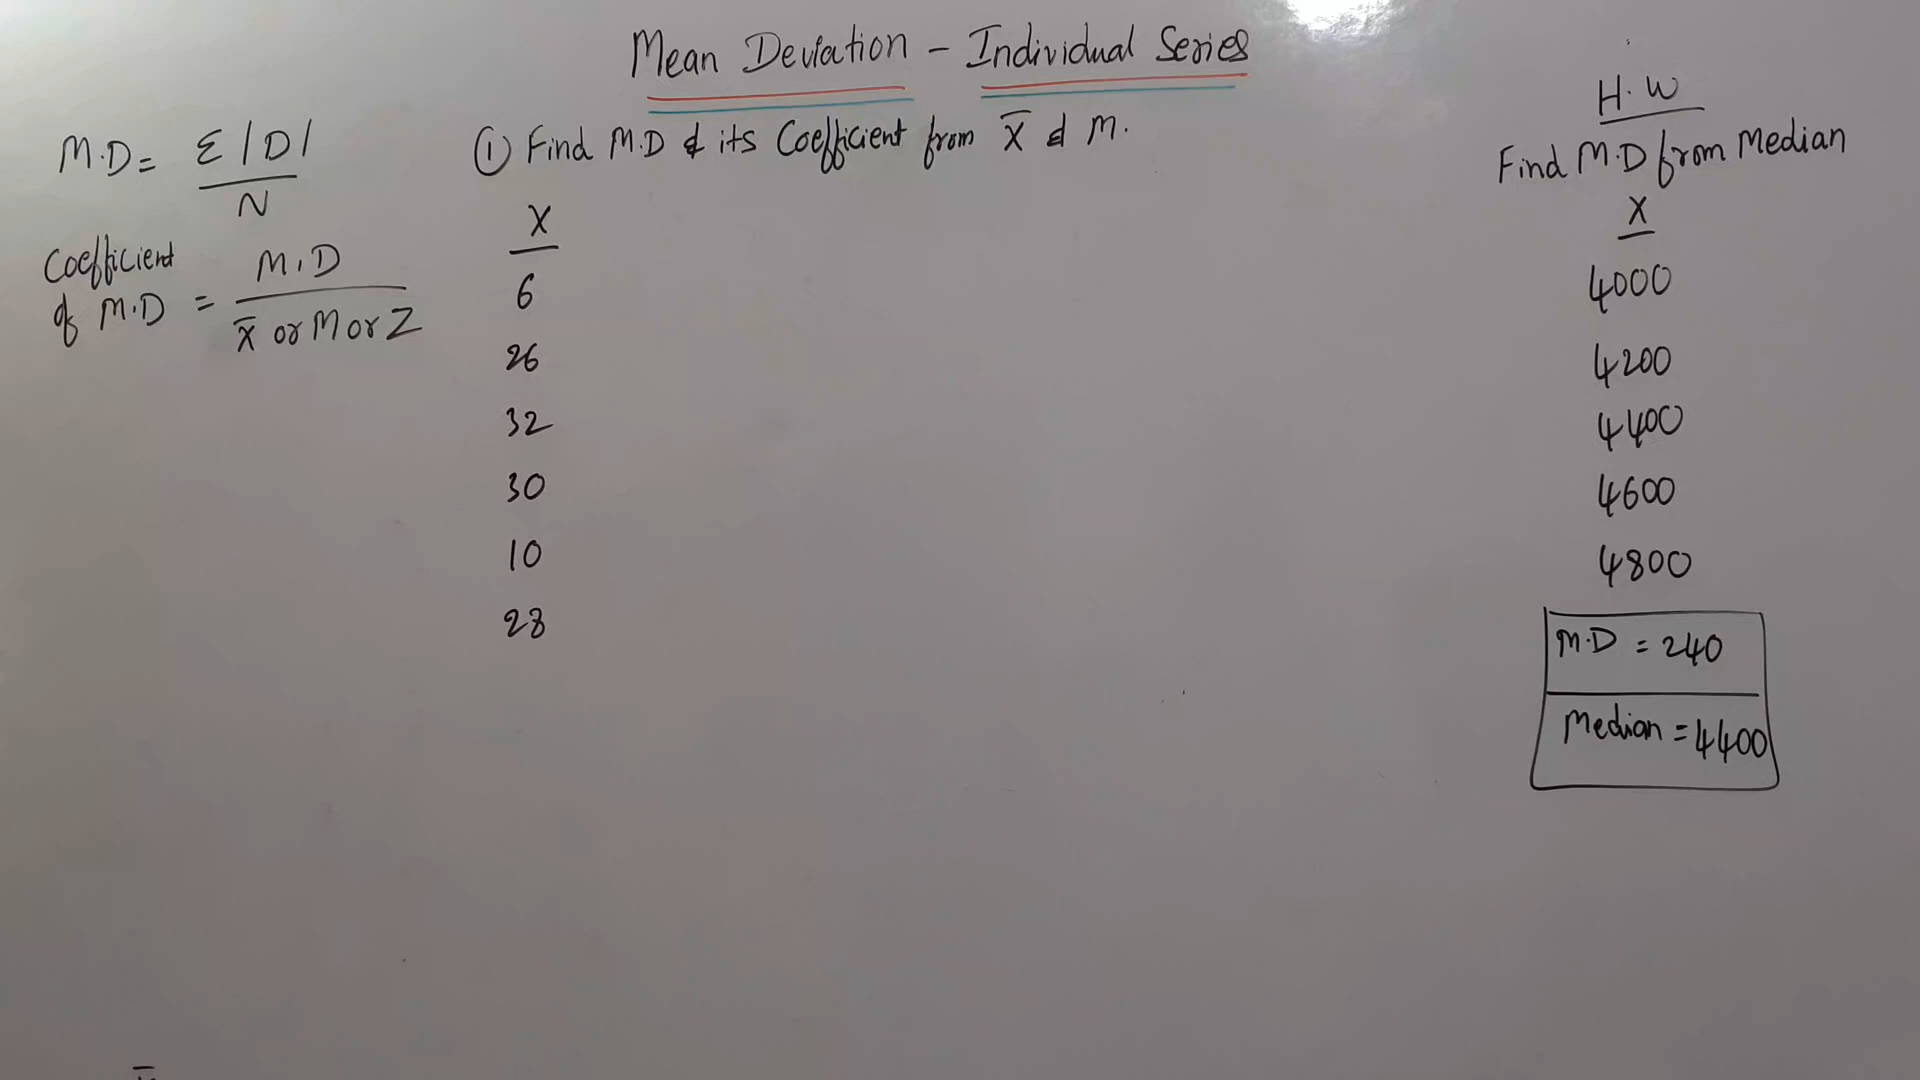 Mean Deviation - Individual Series
M.D = Σ|D|
N
Coefficient
of M.D = M.D
x̄ or M or Z
① Find M.D & its Coefficient from X̄ & M.
X
6
26
32
30
10
28
H.W
Find M.D from Median
X
4000
4200
4400
4600
4800
M.D = 240
Median = 4400